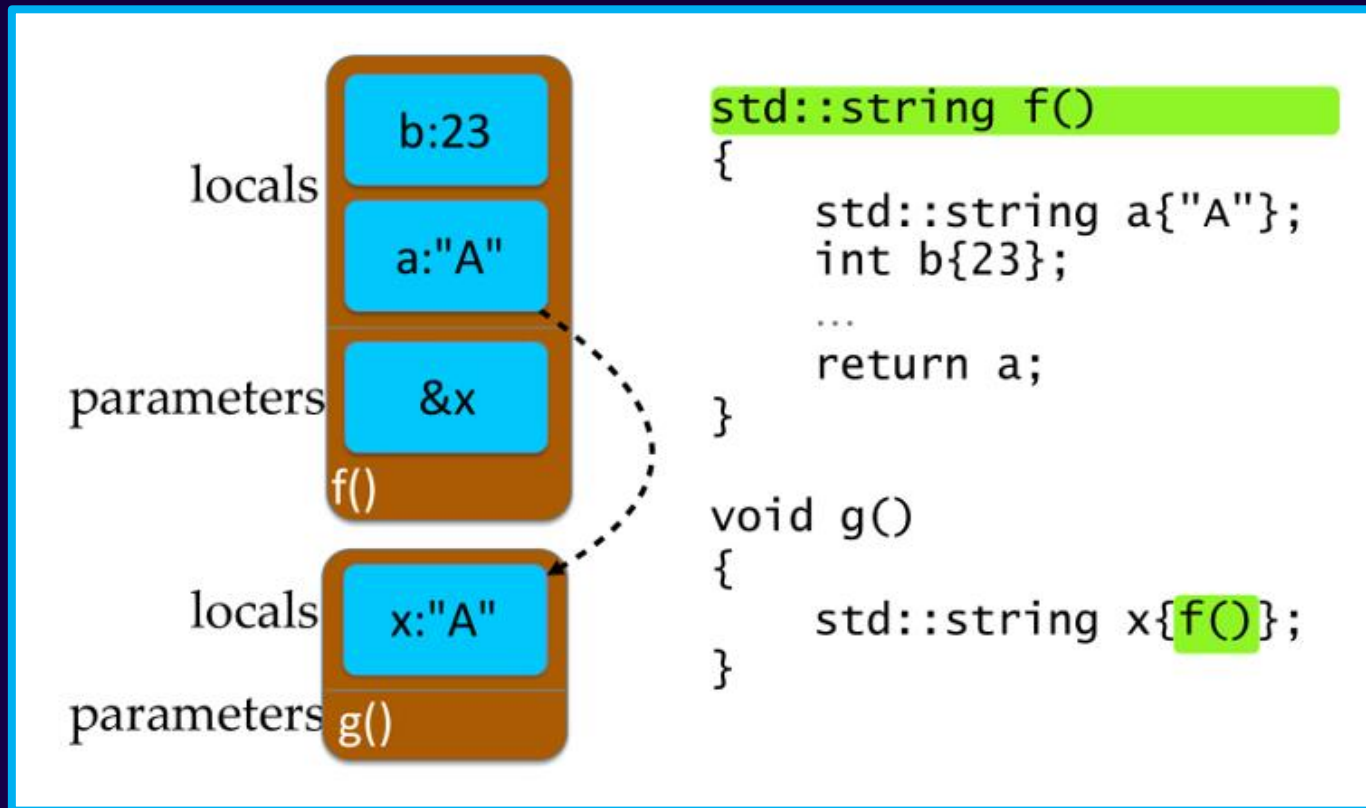 locals
b:23
a:"A"
parameters
&x
f()
locals
x:"A"
parameters
g()
std::string f()
{
    std::string a{"A"};
    int b{23};
    ...
    return a;
}
void g()
{
    std::string x{f()};
}